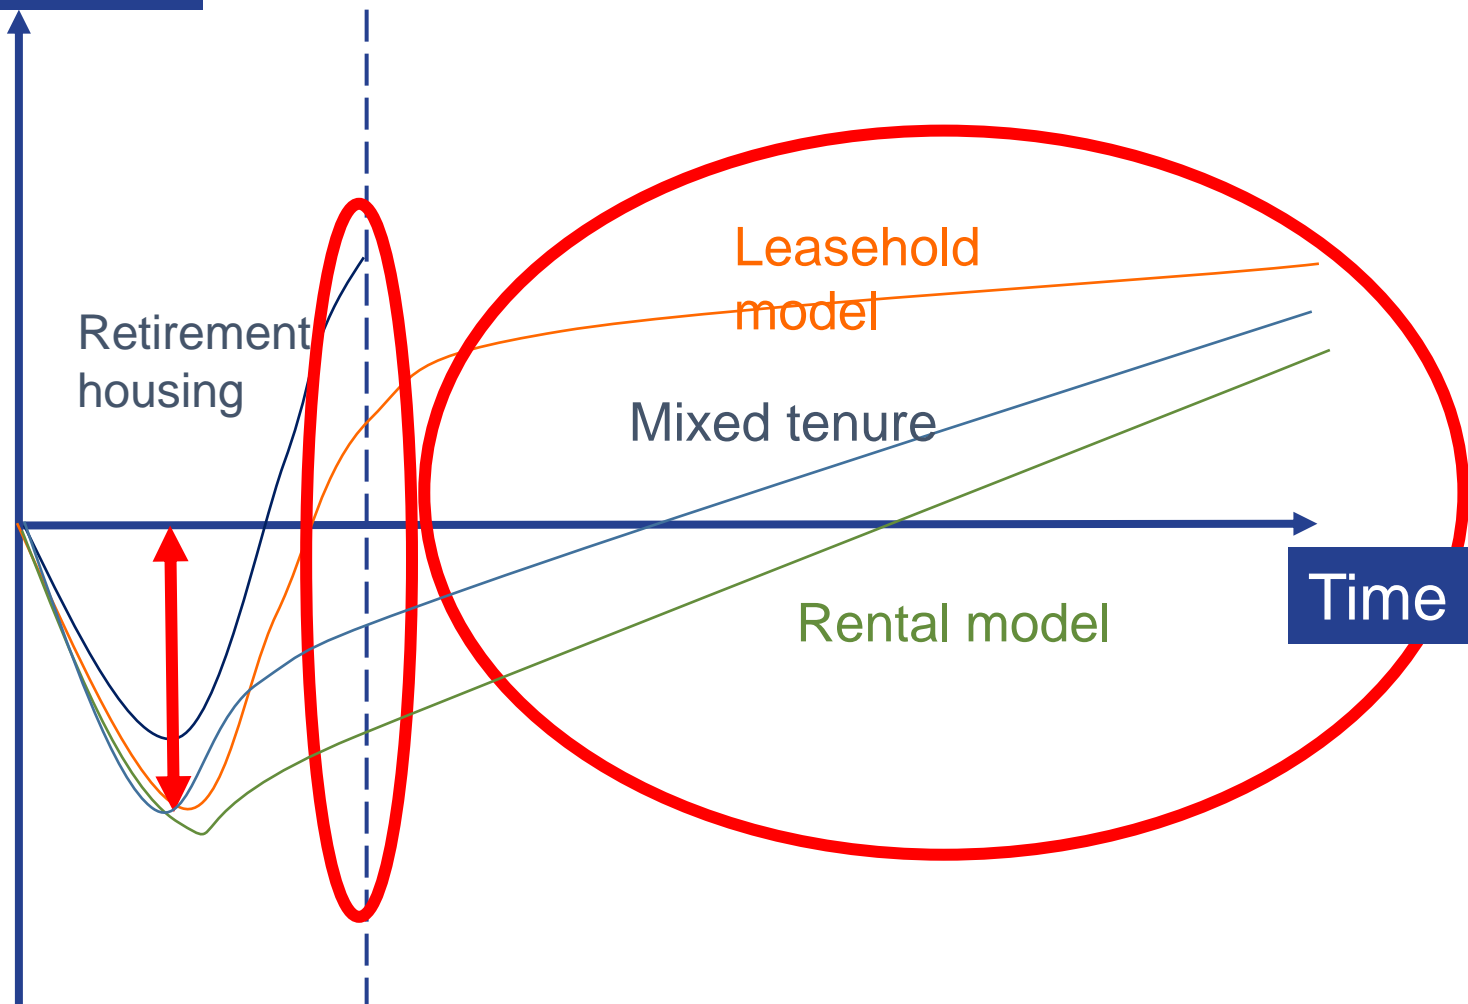 Leasehold
model
Retirement
housing
Mixed tenure
Time
Rental model